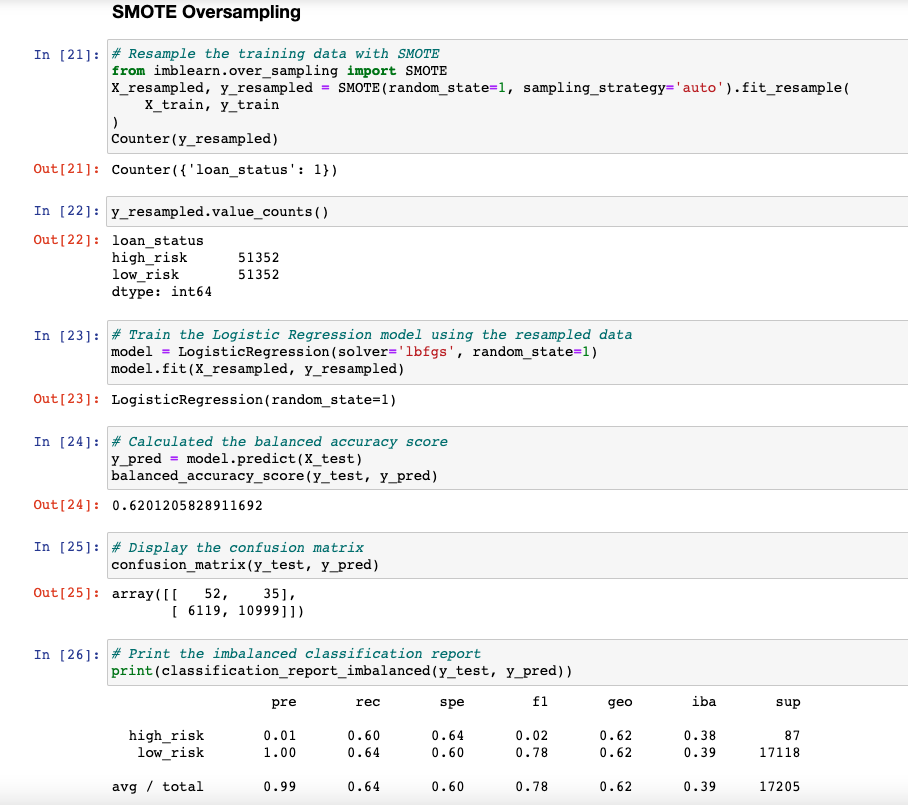 SMOTE Oversampling
In [21]: # Resample the training data with SMOTE
from imblearn.over_sampling import SMOTE
X_resampled, y_resampled = SMOTE(random_state=1, sampling_strategy='auto').fit_resample(
    X_train, y_train
)
Counter(y_resampled)
Out[21]: Counter({'loan_status': 1})
In [22]: y_resampled.value_counts()
Out[22]: loan_status
high_risk      51352
low_risk       51352
dtype: int64
In [23]: # Train the Logistic Regression model using the resampled data
model = LogisticRegression(solver='lbfgs', random_state=1)
model.fit(X_resampled, y_resampled)
Out[23]: LogisticRegression(random_state=1)
In [24]: # Calculated the balanced accuracy score
y_pred = model.predict(X_test)
balanced_accuracy_score(y_test, y_pred)
Out[24]: 0.6201205828911692
In [25]: # Display the confusion matrix
confusion_matrix(y_test, y_pred)
Out[25]: array([[   52,    35],
       [ 6119, 10999]])
In [26]: # Print the imbalanced classification report
print(classification_report_imbalanced(y_test, y_pred))
                   pre       rec       spe        f1       geo       iba       sup
  high_risk       0.01      0.60      0.64      0.02      0.62      0.38        87
   low_risk       1.00      0.64      0.60      0.78      0.62      0.39     17118
avg / total       0.99      0.64      0.60      0.78      0.62      0.39     17205